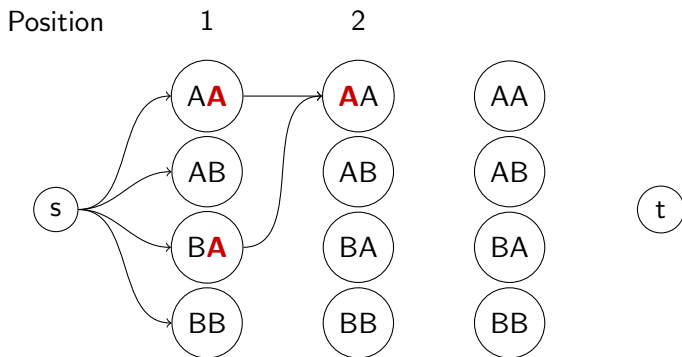 Position 1 2
AA AA AA
AB AB AB
s t
BA BA BA
BB BB BB